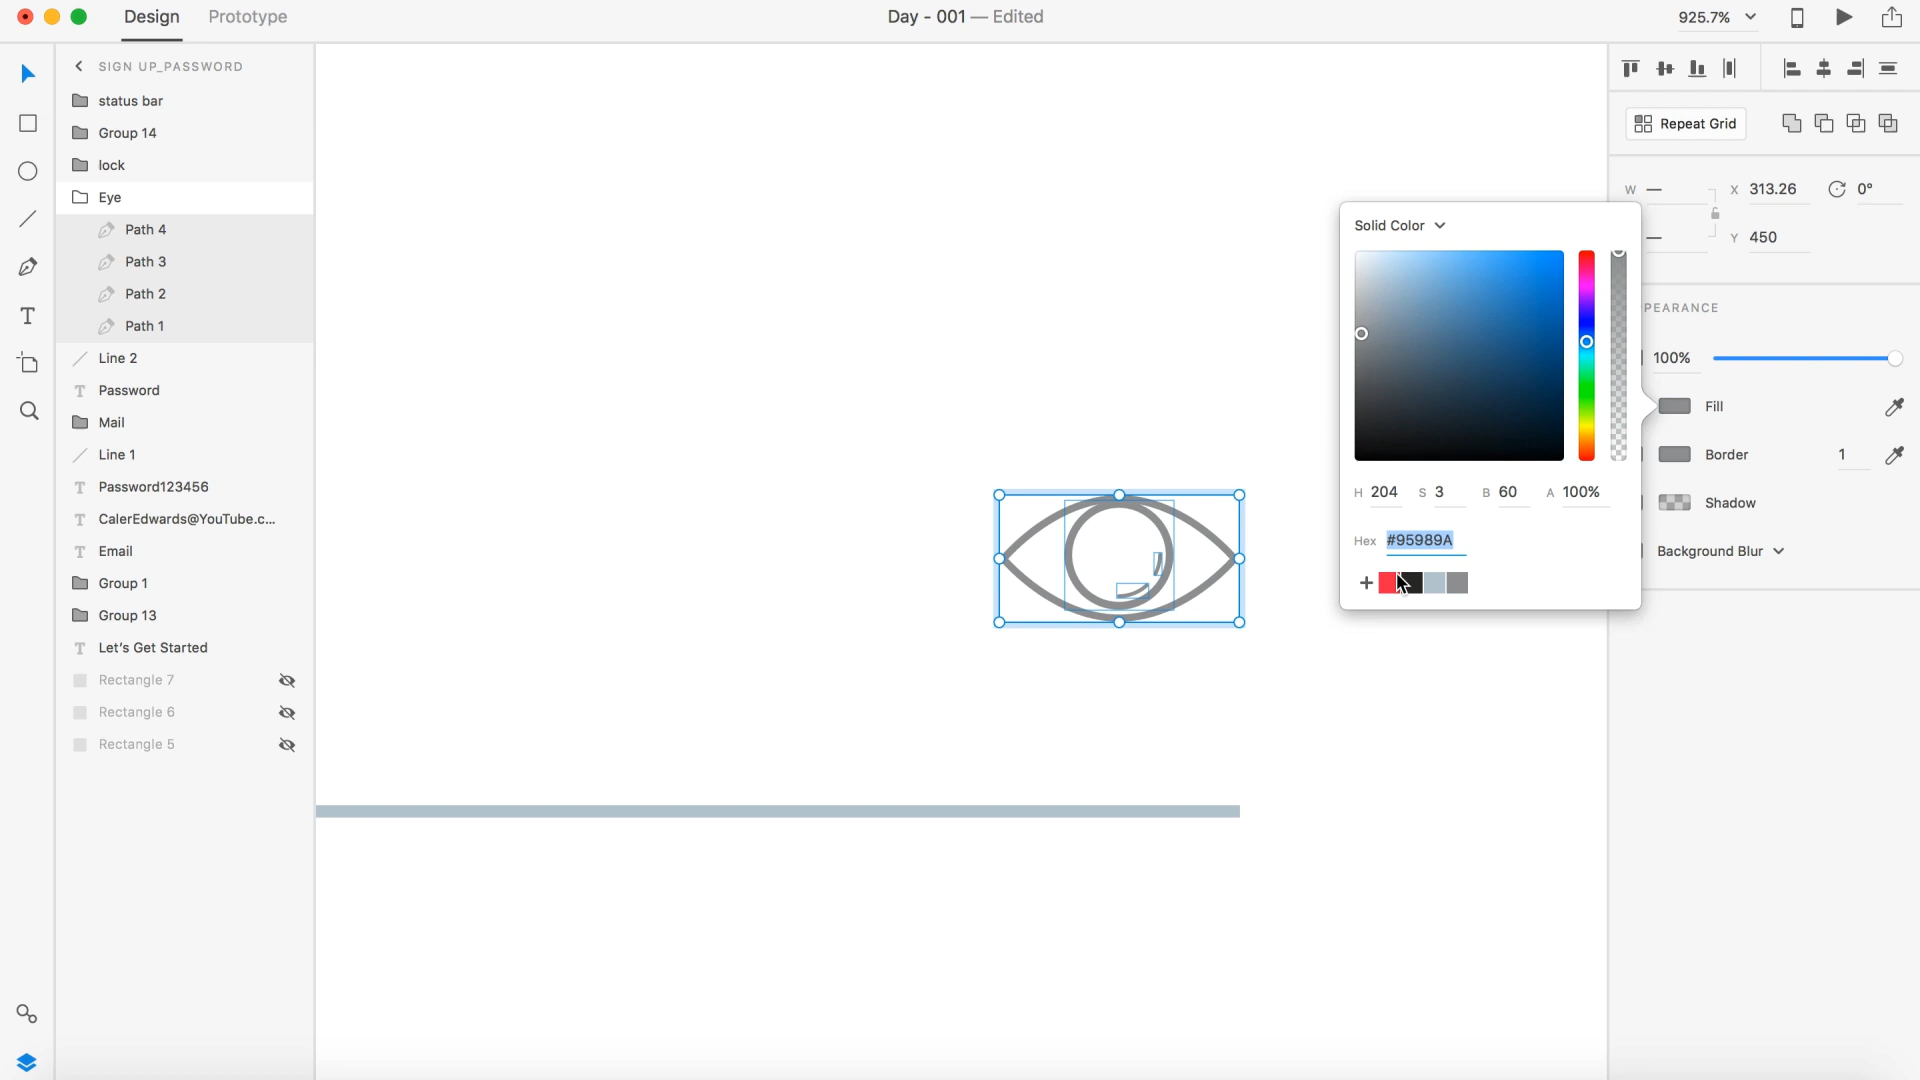 Design Prototype Day - 001 — Edited 925.7%
SIGN UP_PASSWORD
status bar
Group 14
lock
Eye
Path 4
Path 3
Path 2
Path 1
Line 2
Password
Mail
Line 1
Password123456
CalerEdwards@YouTube.c...
Email
Group 1
Group 13
Let's Get Started
Rectangle 7
Rectangle 6
Rectangle 5
Solid Color
H 204 S 3 B 60 A 100%
Hex #95989A
Repeat Grid
W — X 313.26 0°
— Y 450
PEARANCE
100%
Fill
Border 1
Shadow
Background Blur